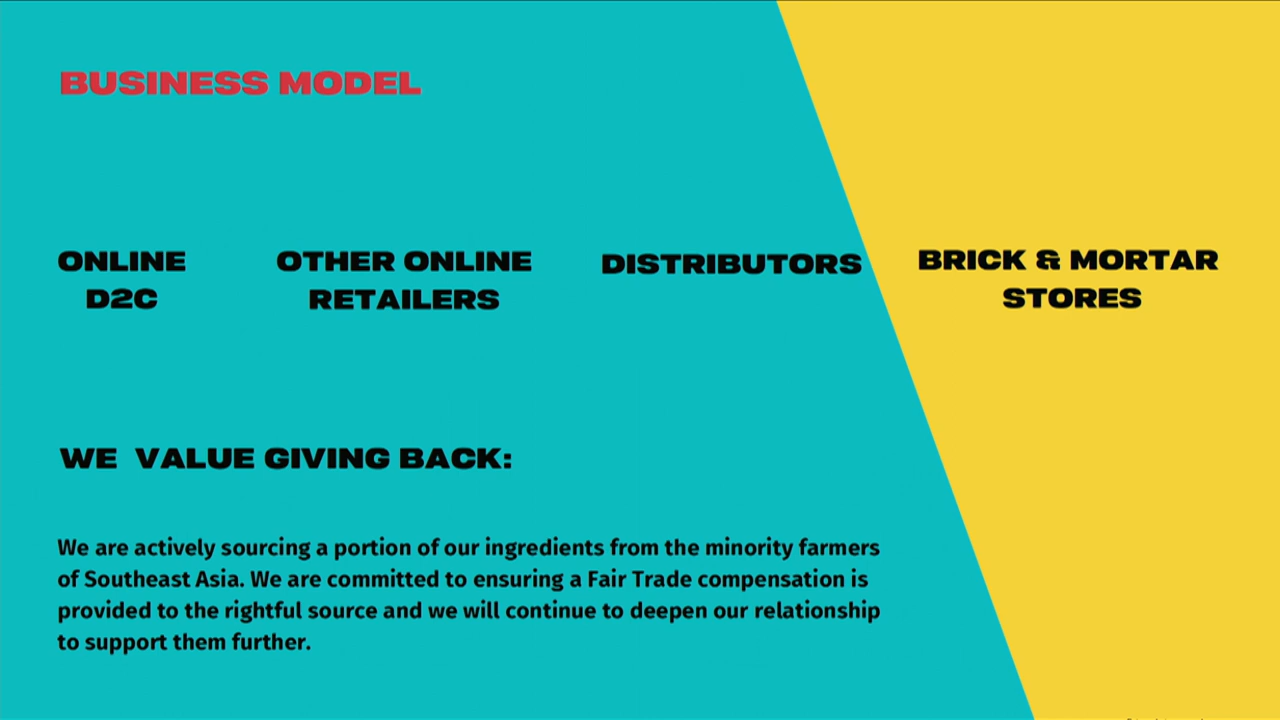 BUSINESS MODEL
ONLINE
D2C
OTHER ONLINE
RETAILERS
DISTRIBUTORS
BRICK & MORTAR
STORES
WE VALUE GIVING BACK:
We are actively sourcing a portion of our ingredients from the minority farmers
of Southeast Asia. We are committed to ensuring a Fair Trade compensation is
provided to the rightful source and we will continue to deepen our relationship
to support them further.